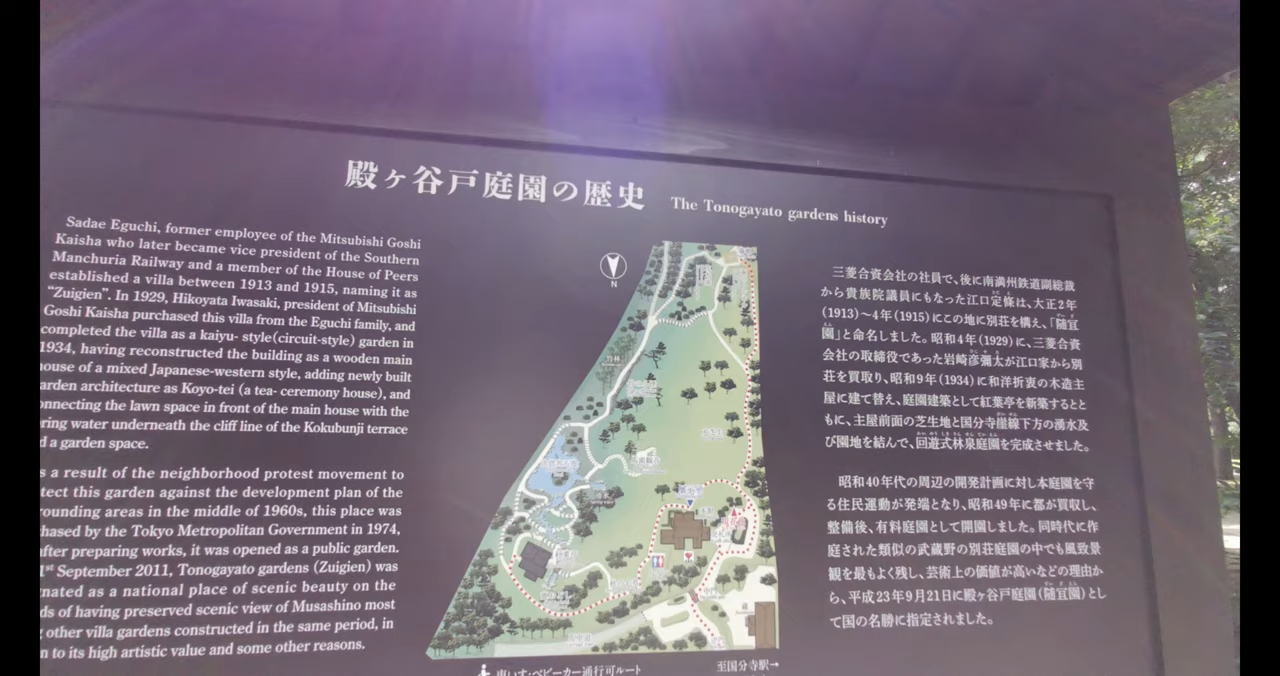 殿ヶ谷戸庭園の歴史 The Tonogayato gardens history
Sadae Eguchi, former employee of the Mitsubishi Goshi
Kaisha who later became vice president of the Southern
Manchuria Railway and a member of the House of Peers
established a villa between 1913 and 1915, naming it as
“Zuigien”. In 1929, Hikoyata Iwasaki, president of Mitsubishi
Goshi Kaisha purchased this villa from the Eguchi family, and
completed the villa as a kaiyu- style(circuit-style) garden in
1934, having reconstructed the building as a wooden main
ouse of a mixed Japanese-western style, adding newly built
arden architecture as Koyo-tei (a tea- ceremony house), and
onnecting the lawn space in front of the main house with the
ring water underneath the cliff line of the Kokubunji terrace
d a garden space.
s a result of the neighborhood protest movement to
tect this garden against the development plan of the
rounding areas in the middle of 1960s, this place was
hased by the Tokyo Metropolitan Government in 1974,
fter preparing works, it was opened as a public garden.
1st September 2011, Tonogayato gardens (Zuigien) was
nated as a national place of scenic beauty on the
ds of having preserved scenic view of Musashino most
other villa gardens constructed in the same period, in
n to its high artistic value and some other reasons.
N
車いす・ベビーカー通行可ルート
至国分寺駅→
三菱合資会社の社員で、後に南満州鉄道副総裁
から貴族院議員にもなった江口定條は、大正2年
(1913)～4年(1915)にこの地に別荘を構え、「随宜
園」と命名しました。昭和4年(1929)に、三菱合資
会社の取締役であった岩崎彦彌太が江口家から別
荘を買取り、昭和9年(1934)に和洋折衷の木造主
屋に建て替え、庭園建築として紅葉亭を新築するとと
もに、主屋前面の芝生地と国分寺崖線下方の湧水及
び園地を結んで、回遊式林泉庭園を完成させました。
昭和40年代の周辺の開発計画に対し本庭園を守
る住民運動が発端となり、昭和49年に都が買収し、
整備後、有料庭園として開園しました。同時代に作
庭された類似の武蔵野の別荘庭園の中でも風致景
観を最もよく残し、芸術上の価値が高いなどの理由か
ら、平成23年9月21日に殿ヶ谷戸庭園(随宜園)とし
て国の名勝に指定されました。